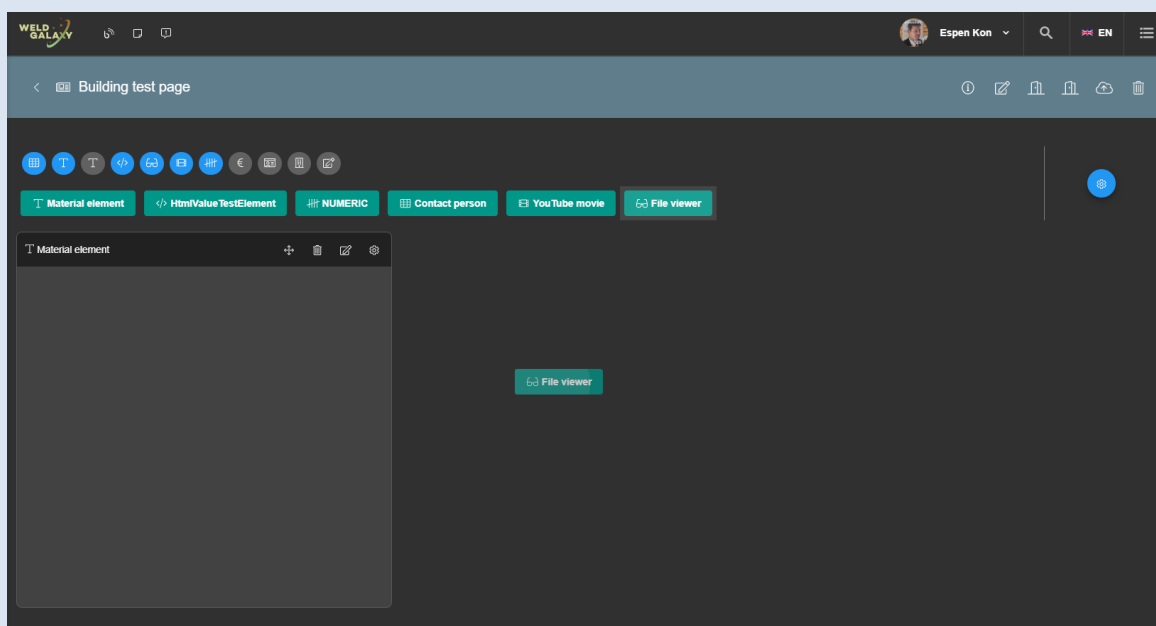 WELD
GALAXY
Espen Kon
EN
Building test page
Material element
</> HtmlValueTestElement
NUMERIC
Contact person
YouTube movie
File viewer
Material element
File viewer